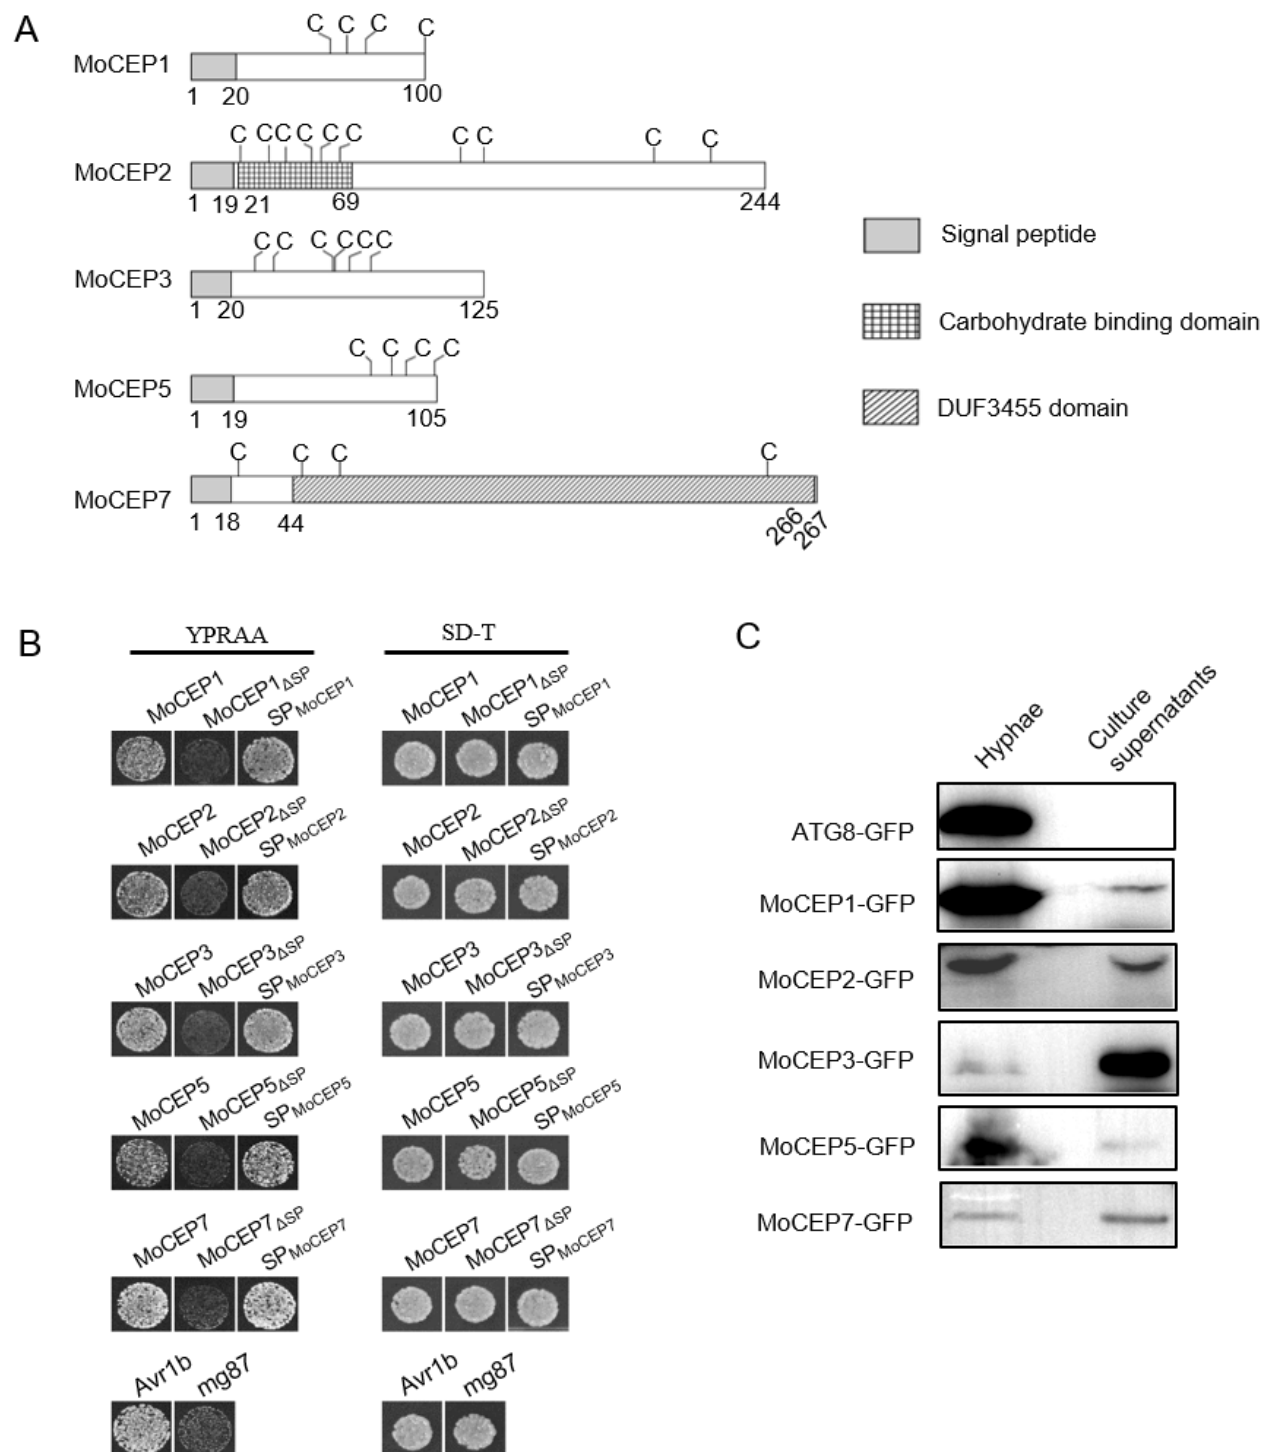 A
C C C C
MoCEP1
1 20 100
C CC C C C C C C C
MoCEP2
1 19 21 69 244
C C C C C C
MoCEP3
1 20 125
C C C C
MoCEP5
1 19 105
C C C C
MoCEP7
1 18 44 266 267
Signal peptide
Carbohydrate binding domain
DUF3455 domain
B
YPRAA SD-T
MoCEP1 MoCEP1ΔSP SPMoCEP1 MoCEP1 MoCEP1ΔSP SPMoCEP1
MoCEP2 MoCEP2ΔSP SPMoCEP2 MoCEP2 MoCEP2ΔSP SPMoCEP2
MoCEP3 MoCEP3ΔSP SPMoCEP3 MoCEP3 MoCEP3ΔSP SPMoCEP3
MoCEP5 MoCEP5ΔSP SPMoCEP5 MoCEP5 MoCEP5ΔSP SPMoCEP5
MoCEP7 MoCEP7ΔSP SPMoCEP7 MoCEP7 MoCEP7ΔSP SPMoCEP7
Avr1b mg87 Avr1b mg87
C
Hyphae
Culture
supernatants
ATG8-GFP
MoCEP1-GFP
MoCEP2-GFP
MoCEP3-GFP
MoCEP5-GFP
MoCEP7-GFP